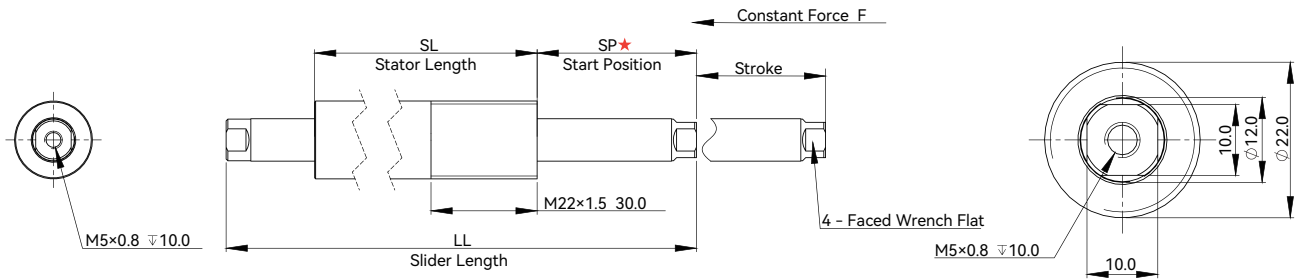 Constant Force F
SL
Stator Length
SP★
Start Position
Stroke
M22×1.5 30.0
4 - Faced Wrench Flat
M5×0.8 ↧10.0
LL
Slider Length
10.0
∅12.0
∅22.0
M5×0.8 ↧10.0
10.0